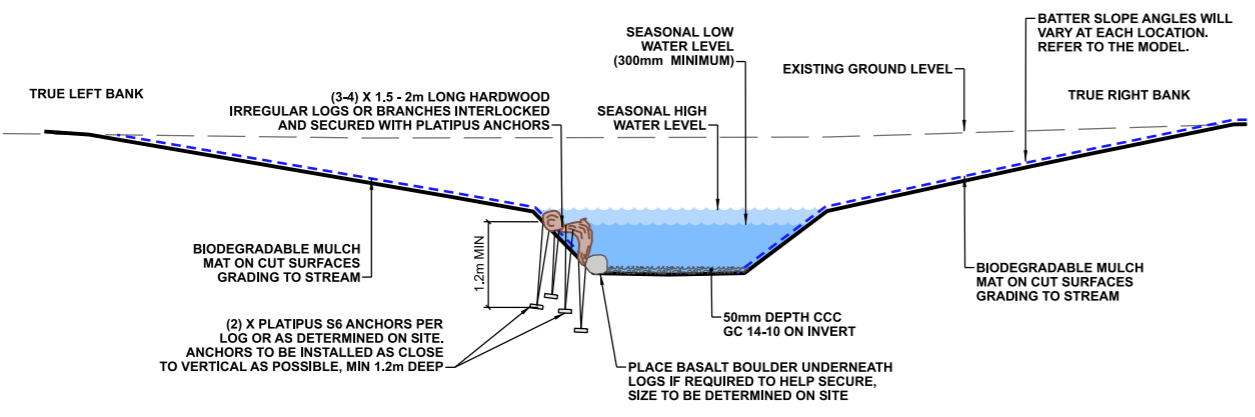 BATTER SLOPE ANGLES WILL
VARY AT EACH LOCATION.
REFER TO THE MODEL.
SEASONAL LOW
WATER LEVEL
(300mm MINIMUM)
EXISTING GROUND LEVEL
TRUE LEFT BANK
(3-4) X 1.5 - 2m LONG HARDWOOD
IRREGULAR LOGS OR BRANCHES INTERLOCKED
AND SECURED WITH PLATIPUS ANCHORS
SEASONAL HIGH
WATER LEVEL
TRUE RIGHT BANK
BIODEGRADABLE MULCH
MAT ON CUT SURFACES
GRADING TO STREAM
1.2m MIN
BIODEGRADABLE MULCH
MAT ON CUT SURFACES
GRADING TO STREAM
(2) X PLATIPUS S6 ANCHORS PER
LOG OR AS DETERMINED ON SITE.
ANCHORS TO BE INSTALLED AS CLOSE
TO VERTICAL AS POSSIBLE, MIN 1.2m DEEP
50mm DEPTH CCC
GC 14-10 ON INVERT
PLACE BASALT BOULDER UNDERNEATH
LOGS IF REQUIRED TO HELP SECURE,
SIZE TO BE DETERMINED ON SITE